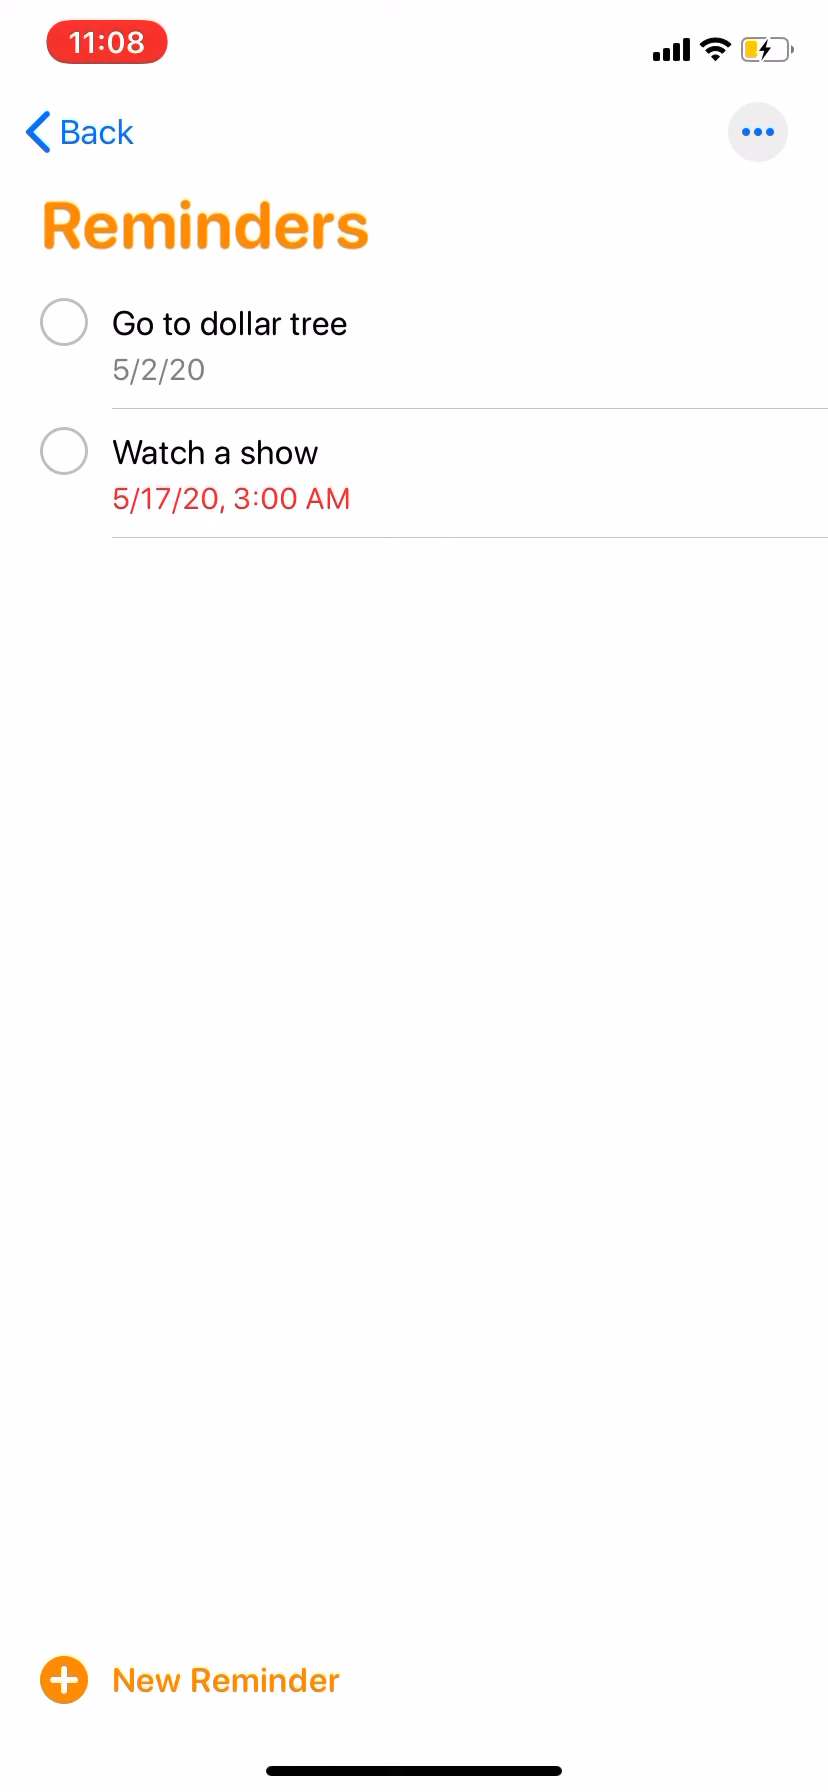 11:08
Back
Reminders
Go to dollar tree
5/2/20
Watch a show
5/17/20, 3:00 AM
New Reminder